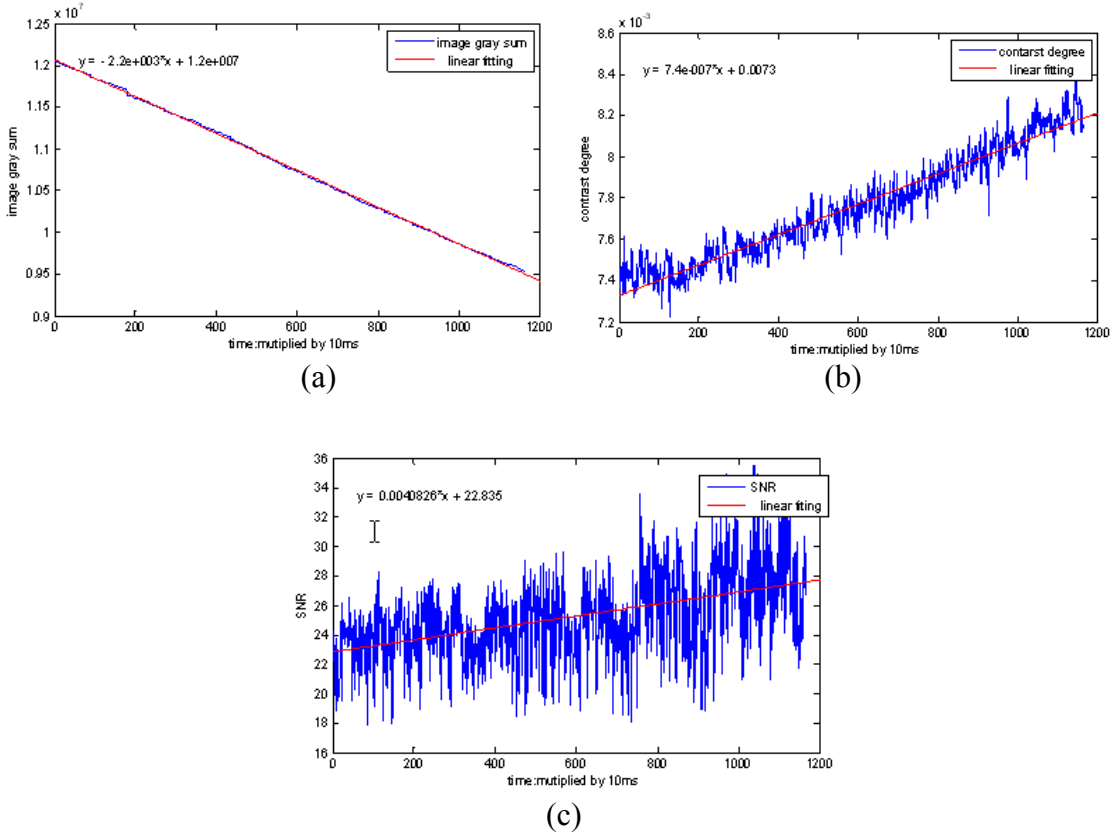 x 10^7
1.25
1.2
1.15
1.1
1.05
1
0.95
0.9
image gray sum
y = - 2.2e+003*x + 1.2e+007
image gray sum
linear fitting
0 200 400 600 800 1000 1200
time:mutiplied by 10ms
(a)
x 10^-3
8.6
8.4
8.2
8
7.8
7.6
7.4
7.2
contrast degree
y = 7.4e-007*x + 0.0073
contarst degree
linear fitting
0 200 400 600 800 1000 1200
time:mutiplied by 10ms
(b)
36
34
32
30
28
26
24
22
20
18
16
SNR
y = 0.0040826*x + 22.835
SNR
linear fitting
0 200 400 600 800 1000 1200
time:mutiplied by 10ms
(c)